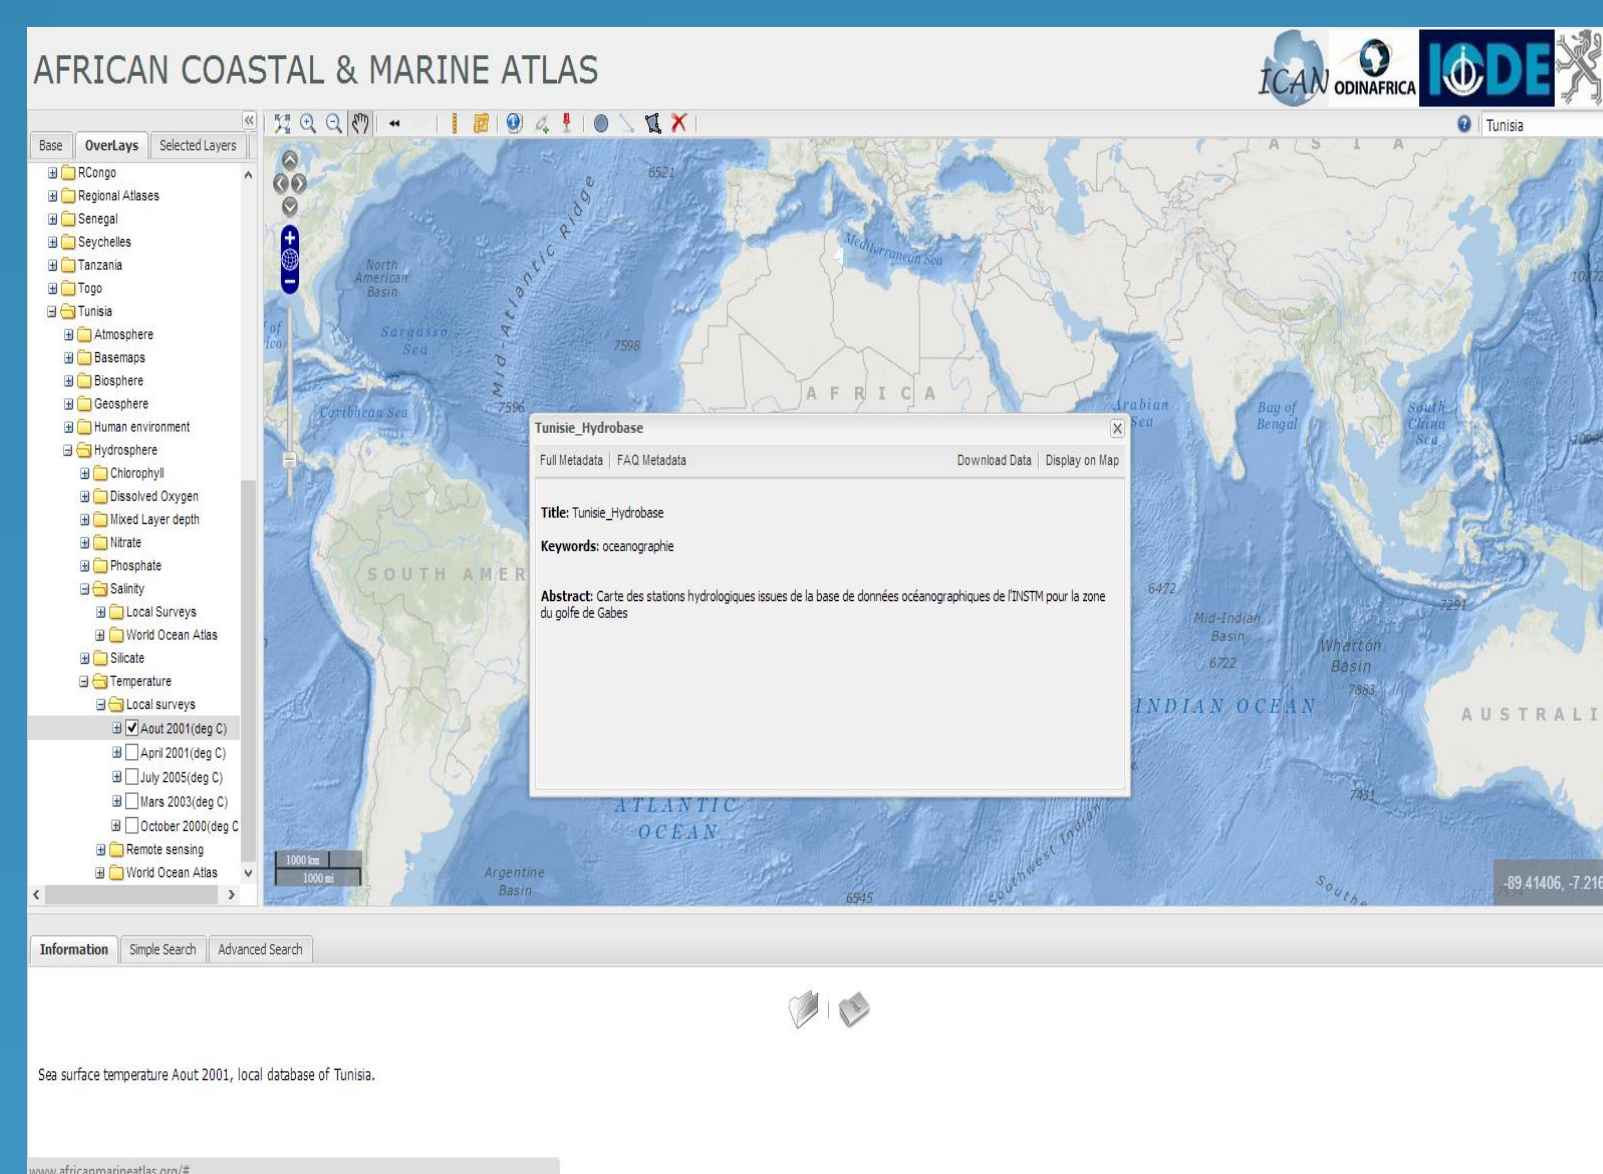 AFRICAN COASTAL & MARINE ATLAS
ICAN
ODINAFRICA
IODE
Tunisia
Base
OverLays
Selected Layers
RCongo
Regional Atlases
Senegal
Seychelles
Tanzania
Togo
Tunisia
Atmosphere
Basemaps
Biosphere
Geosphere
Human environment
Hydrosphere
Chlorophyll
Dissolved Oxygen
Mixed Layer depth
Nitrate
Phosphate
Salinity
Local Surveys
World Ocean Atlas
Silicate
Temperature
Local surveys
Aout 2001(deg C)
April 2001(deg C)
July 2005(deg C)
Mars 2003(deg C)
October 2000(deg C
Remote sensing
World Ocean Atlas
ASIA
6521
Mid-Atlantic Ridge
Mediterranean Sea
North
American
Basin
Sargasso
Sea
7598
7596
Caribbean Sea
AFRICA
Arabian
Sea
Bay of
Bengal
South
China
Sea
SOUTH AMER
6472
7291
Mid-Indian
Basin
6722
Wharton
Basin
7883
INDIAN OCEAN
AUSTRALI
7431
ATLANTIC
OCEAN
Southwest Indian
Argentine
Basin
6545
1000 km
1000 mi
-89.41406, -7.216
Tunisie_Hydrobase
Full Metadata | FAQ Metadata
Download Data | Display on Map
Title: Tunisie_Hydrobase
Keywords: oceanographie
Abstract: Carte des stations hydrologiques issues de la base de données océanographiques de l'INSTM pour la zone
du golfe de Gabes
Information
Simple Search
Advanced Search
Sea surface temperature Aout 2001, local database of Tunisia.
www.africanmarineatlas.org/#